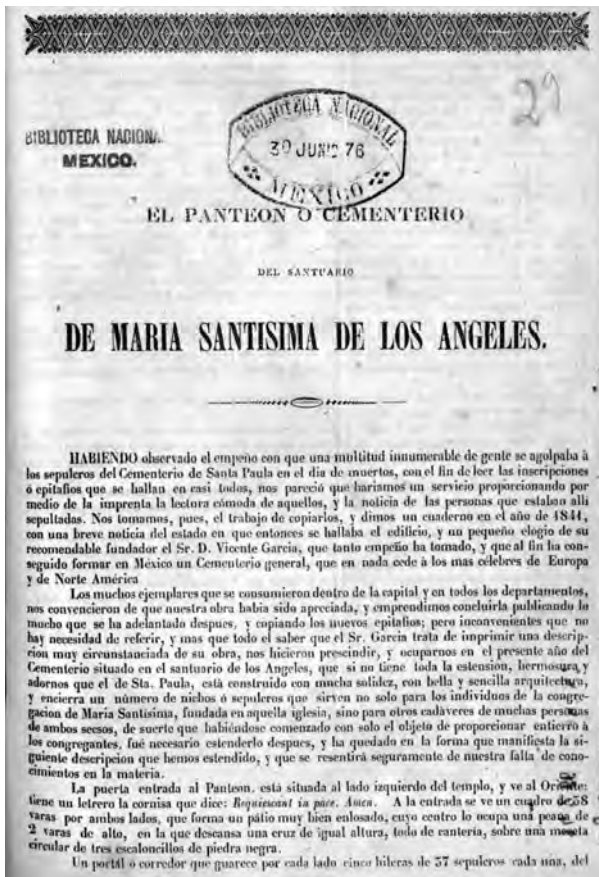 29
BIBLIOTECA NACIONAL
MEXICO.
BIBLIOTECA NACIONAL
30 JUNIO 76
MEXICO
EL PANTEON O CEMENTERIO
DEL SANTUARIO
DE MARIA SANTISIMA DE LOS ANGELES.
HABIENDO observado el empeño con que una multitud innumerable de gente se agolpaba à
los sepulcros del Cementerio de Santa Paula en el dia de muertos, con el fin de leer las inscripciones
ó epitafios que se hallan en casi todos, nos pareció que hariamos un servicio proporcionando por
medio de la imprenta la lectura cómoda de aquellos, y la noticia de las personas que estaban alli
sepultadas. Nos tomamos, pues, el trabajo de copiarlos, y dimos un cuaderno en el año de 1841,
con una breve noticia del estado en que entonces se hallaba el edificio, y un pequeño elogio de su
recomendable fundador el Sr. D. Vicente Garcia, que tanto empeño ha tomado, y que al fin ha con-
seguido formar en México un Cementerio general, que en nada cede à los mas célebres de Europa
y de Norte América
Los muchos ejemplares que se consumieron dentro de la capital y en todos los departamentos,
nos convencieron de que nuestra obra habia sido apreciada, y emprendimos concluirla publicando lo
mucho que se ha adelantado despues, y copiando los nuevos epitafios; pero inconvenientes que no
hay necesidad de referir, y mas que todo el saber que el Sr. Garcia trata de imprimir una descrip-
cion muy circunstanciada de su obra, nos hicieron prescindir, y ocuparnos en el presente año del
Cementerio situado en el santuario de los Angeles, que si no tiene toda la estension, hermosura y
adornos que el de Sta. Paula, està construido con mucha solidez, con bella y sencilla arquitectura,
y encierra un número de nichos ó sepulcros que sirven no solo para los individuos de la congre-
gacion de Maria Santisima, fundada en aquella iglesia, sino para otros cadàveres de muchas personas
de ambos secsos, de suerte que habiéndose comenzado con solo el objeto de proporcionar entierro à
los congregantes, fué necesario estenderlo despues, y ha quedado en la forma que manifiesta la si-
guiente descripcion que hemos estendido, y que se resentirá seguramente de nuestra falta de cono-
cimientos en la materia.
La puerta entrada al Panteon, está situada al lado izquierdo del templo, y ve al Oriente:
tiene un letrero la cornisa que dice: Requiescant in pace. Amen. A la entrada se ve un cuadro de 38
varas por ambos lados, que forma un pátio muy bien enlosado, cuyo centro lo ocupa una peana de
2 varas de alto, en la que descansa una cruz de igual altura, todo de canteria, sobre una meseta
circular de tres escaloncillos de piedra negra.
Un portál o corredor que guarece por cada lado cinco hileras de 37 sepulcros cada una, del